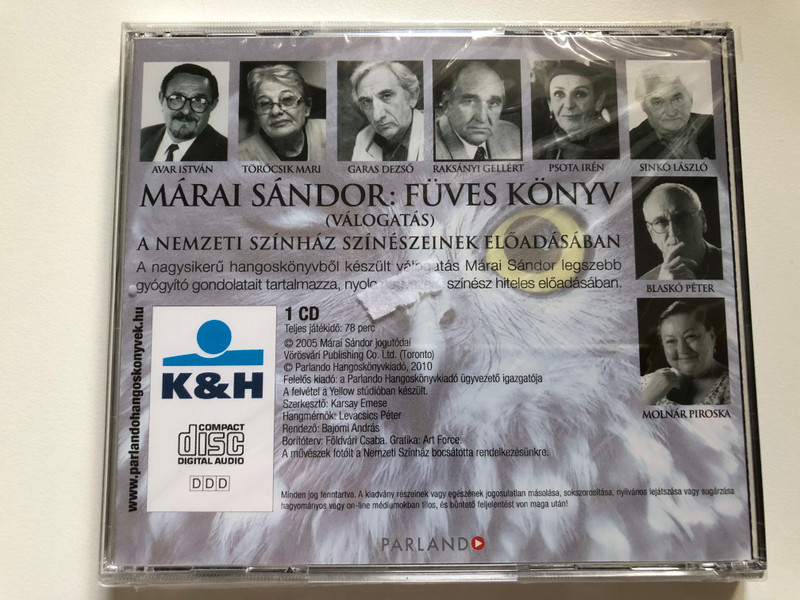 AVAR ISTVÁN
TÖRŐCSIK MARI
GARAS DEZSŐ
RAKSÁNYI GELLÉRT
PSOTA IRÉN
SINKÓ LÁSZLÓ
MÁRAI SÁNDOR: FÜVES KÖNYV
(VÁLOGATÁS)
A NEMZETI SZÍNHÁZ SZÍNÉSZEINEK ELŐADÁSÁBAN
A nagysikerű hangoskönyvből készült válogatás Márai Sándor legszebb
gyógyító gondolatait tartalmazza, nyolc színész hiteles előadásában.
BLASKÓ PÉTER
MOLNÁR PIROSKA
www.parlandohangoskonyvek.hu
K&H
COMPACT
disc
DIGITAL AUDIO
DDD
1 CD
Teljes játékidő: 78 perc
© 2005 Márai Sándor jogutódai
Vörösvári Publishing Co. Ltd. (Toronto)
© Parlando Hangoskönyvkiadó, 2010
Felelős kiadó: a Parlando Hangoskönyvkiadó ügyvezető igazgatója
A felvétel a Yellow stúdióban készült.
Szerkesztő: Karsay Emese
Hangmérnök: Levacsics Péter
Rendező: Bajomi András
Borítóterv: Földvári Csaba. Grafika: Art Force.
A művészek fotóit a Nemzeti Színház bocsátotta rendelkezésünkre.
Minden jog fenntartva. A kiadvány részeinek vagy egészének jogosulatlan másolása, sokszorosítása, nyilvános lejátszása vagy sugárzása
hagyományos vagy on-line médiumokban tilos, és büntető feljelentést von maga után!
PARLANDO